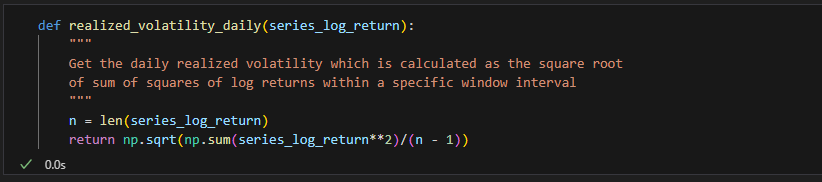 def realized_volatility_daily(series_log_return):
"""
Get the daily realized volatility which is calculated as the square root
of sum of squares of log returns within a specific window interval
"""
n = len(series_log_return)
return np.sqrt(np.sum(series_log_return**2)/(n - 1))
0.0s